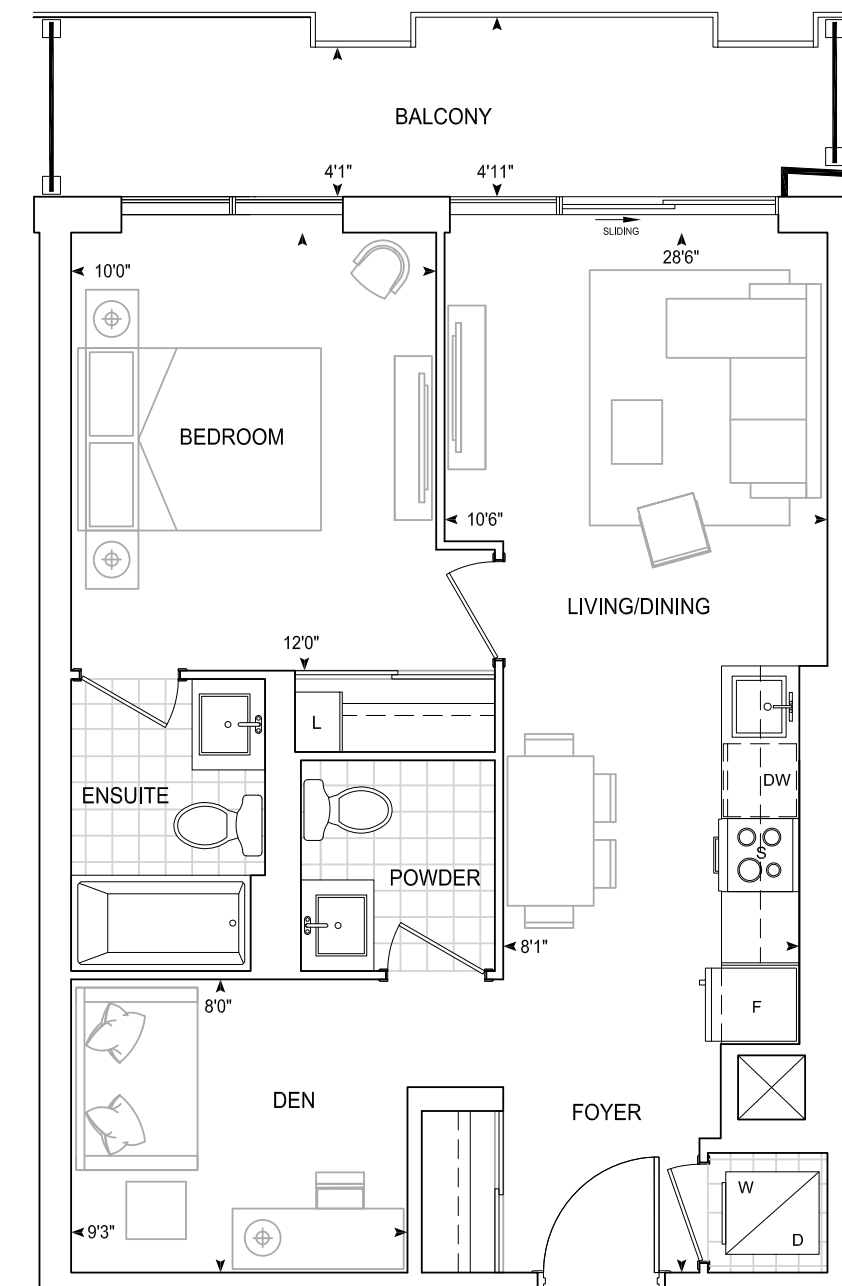 BALCONY
4'1"
4'11"
SLIDING
10'0"
28'6"
BEDROOM
10'6"
LIVING/DINING
12'0"
L
DW
ENSUITE
S
POWDER
8'1"
8'0"
F
DEN
FOYER
W
9'3"
D